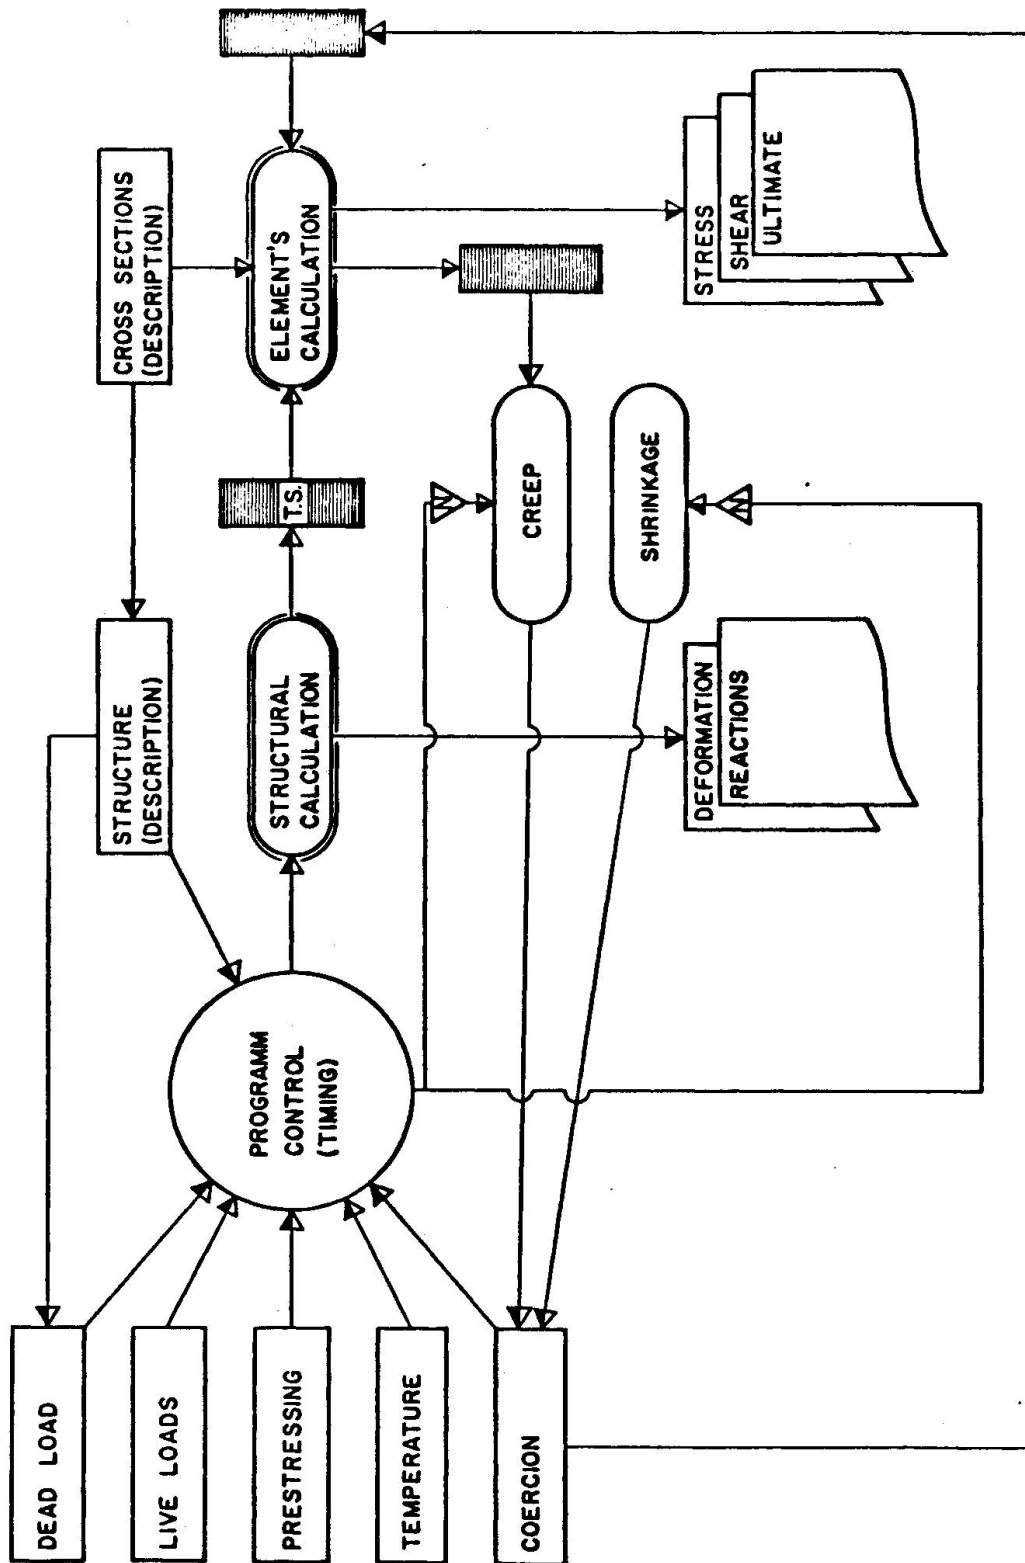 DEAD LOAD
LIVE LOADS
PRESTRESSING
TEMPERATURE
COERCION
PROGRAMM
CONTROL
(TIMING)
STRUCTURE
(DESCRIPTION)
CROSS SECTIONS
(DESCRIPTION)
STRUCTURAL
CALCULATION
T.S.
ELEMENT'S
CALCULATION
CREEP
SHRINKAGE
DEFORMATION
REACTIONS
STRESS
SHEAR
ULTIMATE